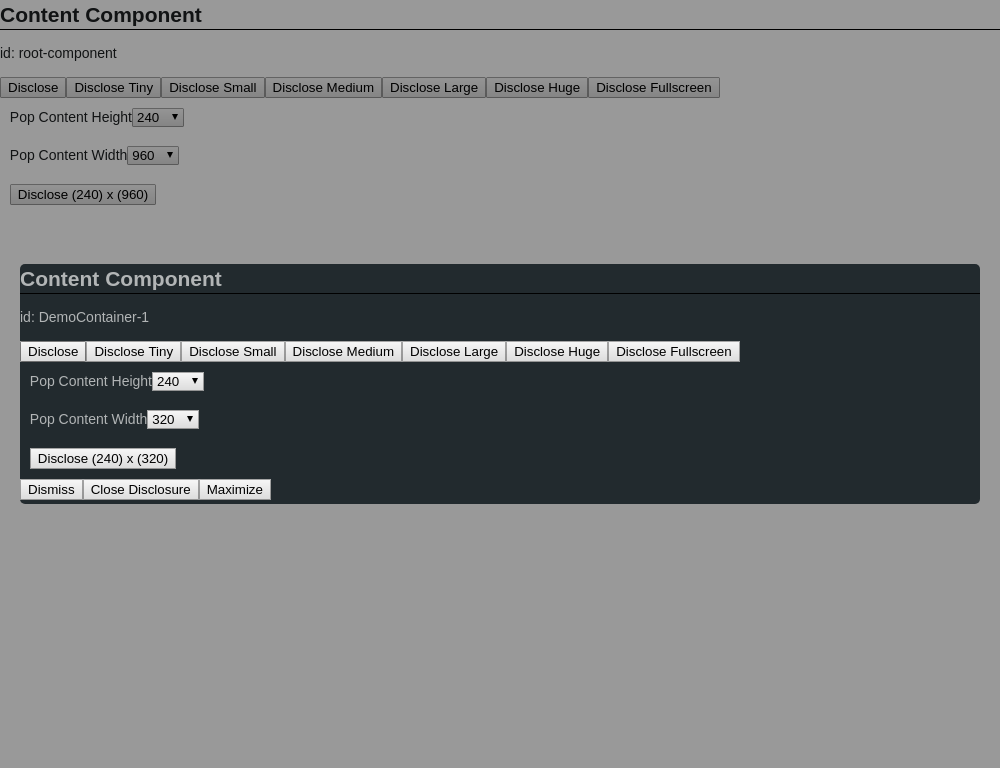 Content Component
id: root-component
Disclose Disclose Tiny Disclose Small Disclose Medium Disclose Large Disclose Huge Disclose Fullscreen
Pop Content Height 240
Pop Content Width 960
Disclose (240) x (960)
Content Component
id: DemoContainer-1
Disclose Disclose Tiny Disclose Small Disclose Medium Disclose Large Disclose Huge Disclose Fullscreen
Pop Content Height 240
Pop Content Width 320
Disclose (240) x (320)
Dismiss Close Disclosure Maximize